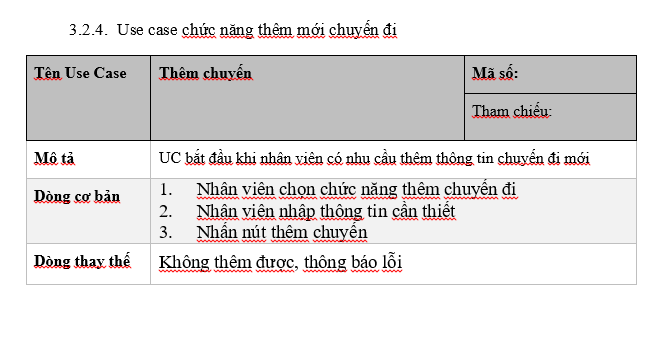 3.2.4. Use case chức năng thêm mới chuyến đi
Tên Use Case
Thêm chuyến
Mã số:
Tham chiếu:
Mô tả
UC bắt đầu khi nhân viên có nhu cầu thêm thông tin chuyến đi mới
Dòng cơ bản
1. Nhân viên chọn chức năng thêm chuyến đi
2. Nhân viên nhập thông tin cần thiết
3. Nhấn nút thêm chuyến
Dòng thay thế
Không thêm được, thông báo lỗi